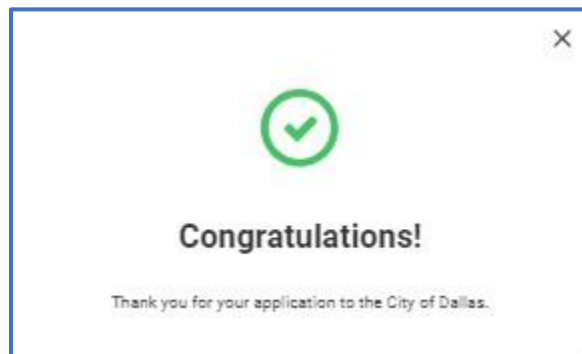 Congratulations!
Thank you for your application to the City of Dallas.